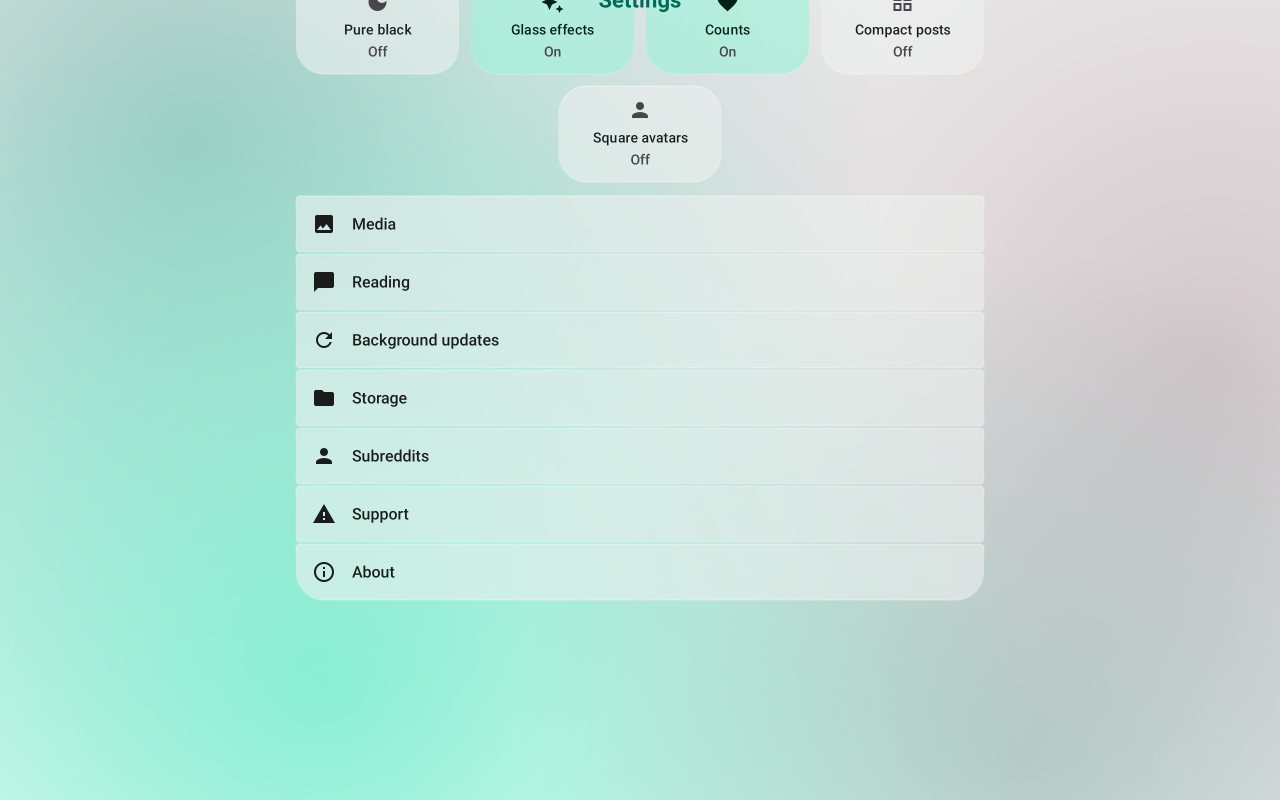 Settings
Pure black
Off
Glass effects
On
Counts
On
Compact posts
Off
Square avatars
Off
Media
Reading
Background updates
Storage
Subreddits
Support
About